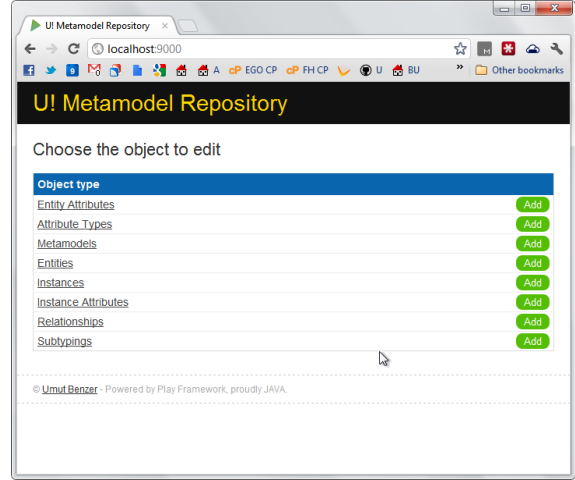 U! Metamodel Repository
localhost:9000
9 A cP EGO CP cP FH CP U BU » Other bookmarks
U! Metamodel Repository
Choose the object to edit
Object type
Entity Attributes Add
Attribute Types Add
Metamodels Add
Entities Add
Instances Add
Instance Attributes Add
Relationships Add
Subtypings Add
© Umut Benzer - Powered by Play Framework, proudly JAVA.